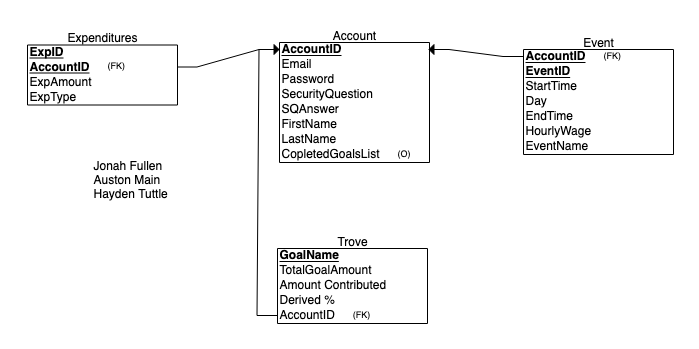 Expenditures
ExpID
AccountID (FK)
ExpAmount
ExpType
Account
AccountID
Email
Password
SecurityQuestion
SQAnswer
FirstName
LastName
CopletedGoalsList (O)
Event
AccountID (FK)
EventID
StartTime
Day
EndTime
HourlyWage
EventName
Jonah Fullen
Auston Main
Hayden Tuttle
Trove
GoalName
TotalGoalAmount
Amount Contributed
Derived %
AccountID (FK)